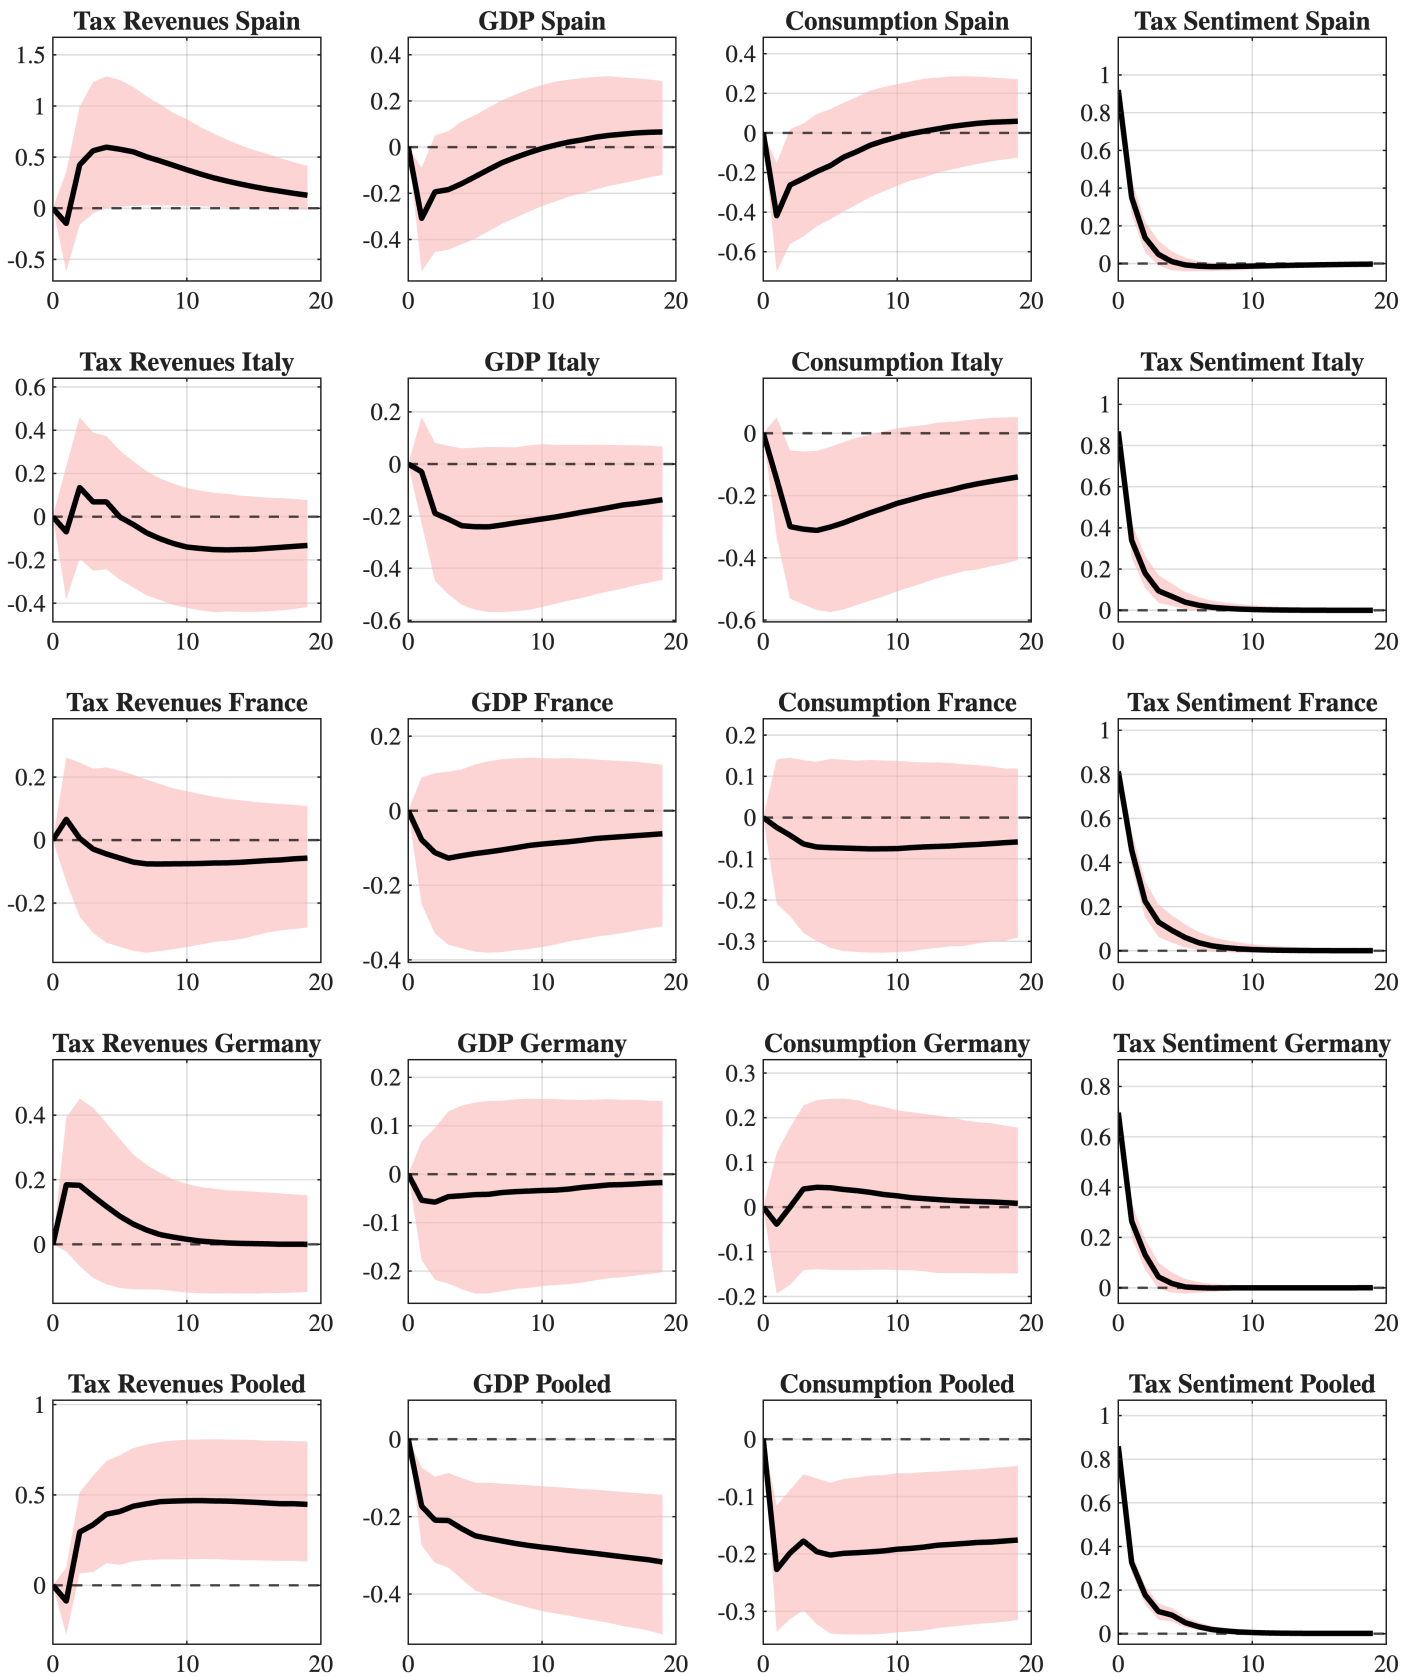 Tax Revenues Spain
1.5
1
0.5
0
-0.5
0 10 20
GDP Spain
0.4
0.2
0
-0.2
-0.4
0 10 20
Consumption Spain
0.4
0.2
0
-0.2
-0.4
-0.6
0 10 20
Tax Sentiment Spain
1
0.8
0.6
0.4
0.2
0
0 10 20
Tax Revenues Italy
0.6
0.4
0.2
0
-0.2
-0.4
0 10 20
GDP Italy
0.2
0
-0.2
-0.4
-0.6
0 10 20
Consumption Italy
0
-0.2
-0.4
-0.6
0 10 20
Tax Sentiment Italy
1
0.8
0.6
0.4
0.2
0
0 10 20
Tax Revenues France
0.2
0
-0.2
0 10 20
GDP France
0.2
0
-0.2
-0.4
0 10 20
Consumption France
0.2
0.1
0
-0.1
-0.2
-0.3
0 10 20
Tax Sentiment France
1
0.8
0.6
0.4
0.2
0
0 10 20
Tax Revenues Germany
0.4
0.2
0
0 10 20
GDP Germany
0.2
0.1
0
-0.1
-0.2
0 10 20
Consumption Germany
0.3
0.2
0.1
0
-0.1
-0.2
0 10 20
Tax Sentiment Germany
0.8
0.6
0.4
0.2
0
0 10 20
Tax Revenues Pooled
1
0.5
0
0 10 20
GDP Pooled
0
-0.2
-0.4
0 10 20
Consumption Pooled
0
-0.1
-0.2
-0.3
0 10 20
Tax Sentiment Pooled
1
0.8
0.6
0.4
0.2
0
0 10 20